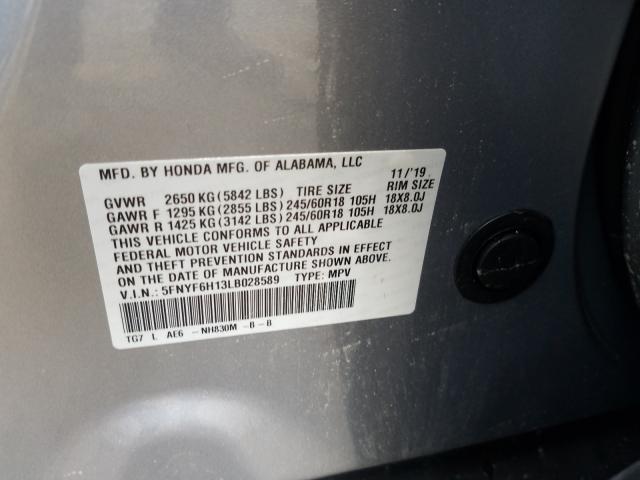 MFD. BY HONDA MFG. OF ALABAMA, LLC 11/'19
GVWR 2650 KG (5842 LBS) TIRE SIZE RIM SIZE
GAWR F 1295 KG (2855 LBS) 245/60R18 105H 18X8.0J
GAWR R 1425 KG (3142 LBS) 245/60R18 105H 18X8.0J
THIS VEHICLE CONFORMS TO ALL APPLICABLE
FEDERAL MOTOR VEHICLE SAFETY
AND THEFT PREVENTION STANDARDS IN EFFECT
ON THE DATE OF MANUFACTURE SHOWN ABOVE.
V.I.N.: 5FNYF6H13LB028589 TYPE: MPV
TG7 L AE6 - NH830M -B - B